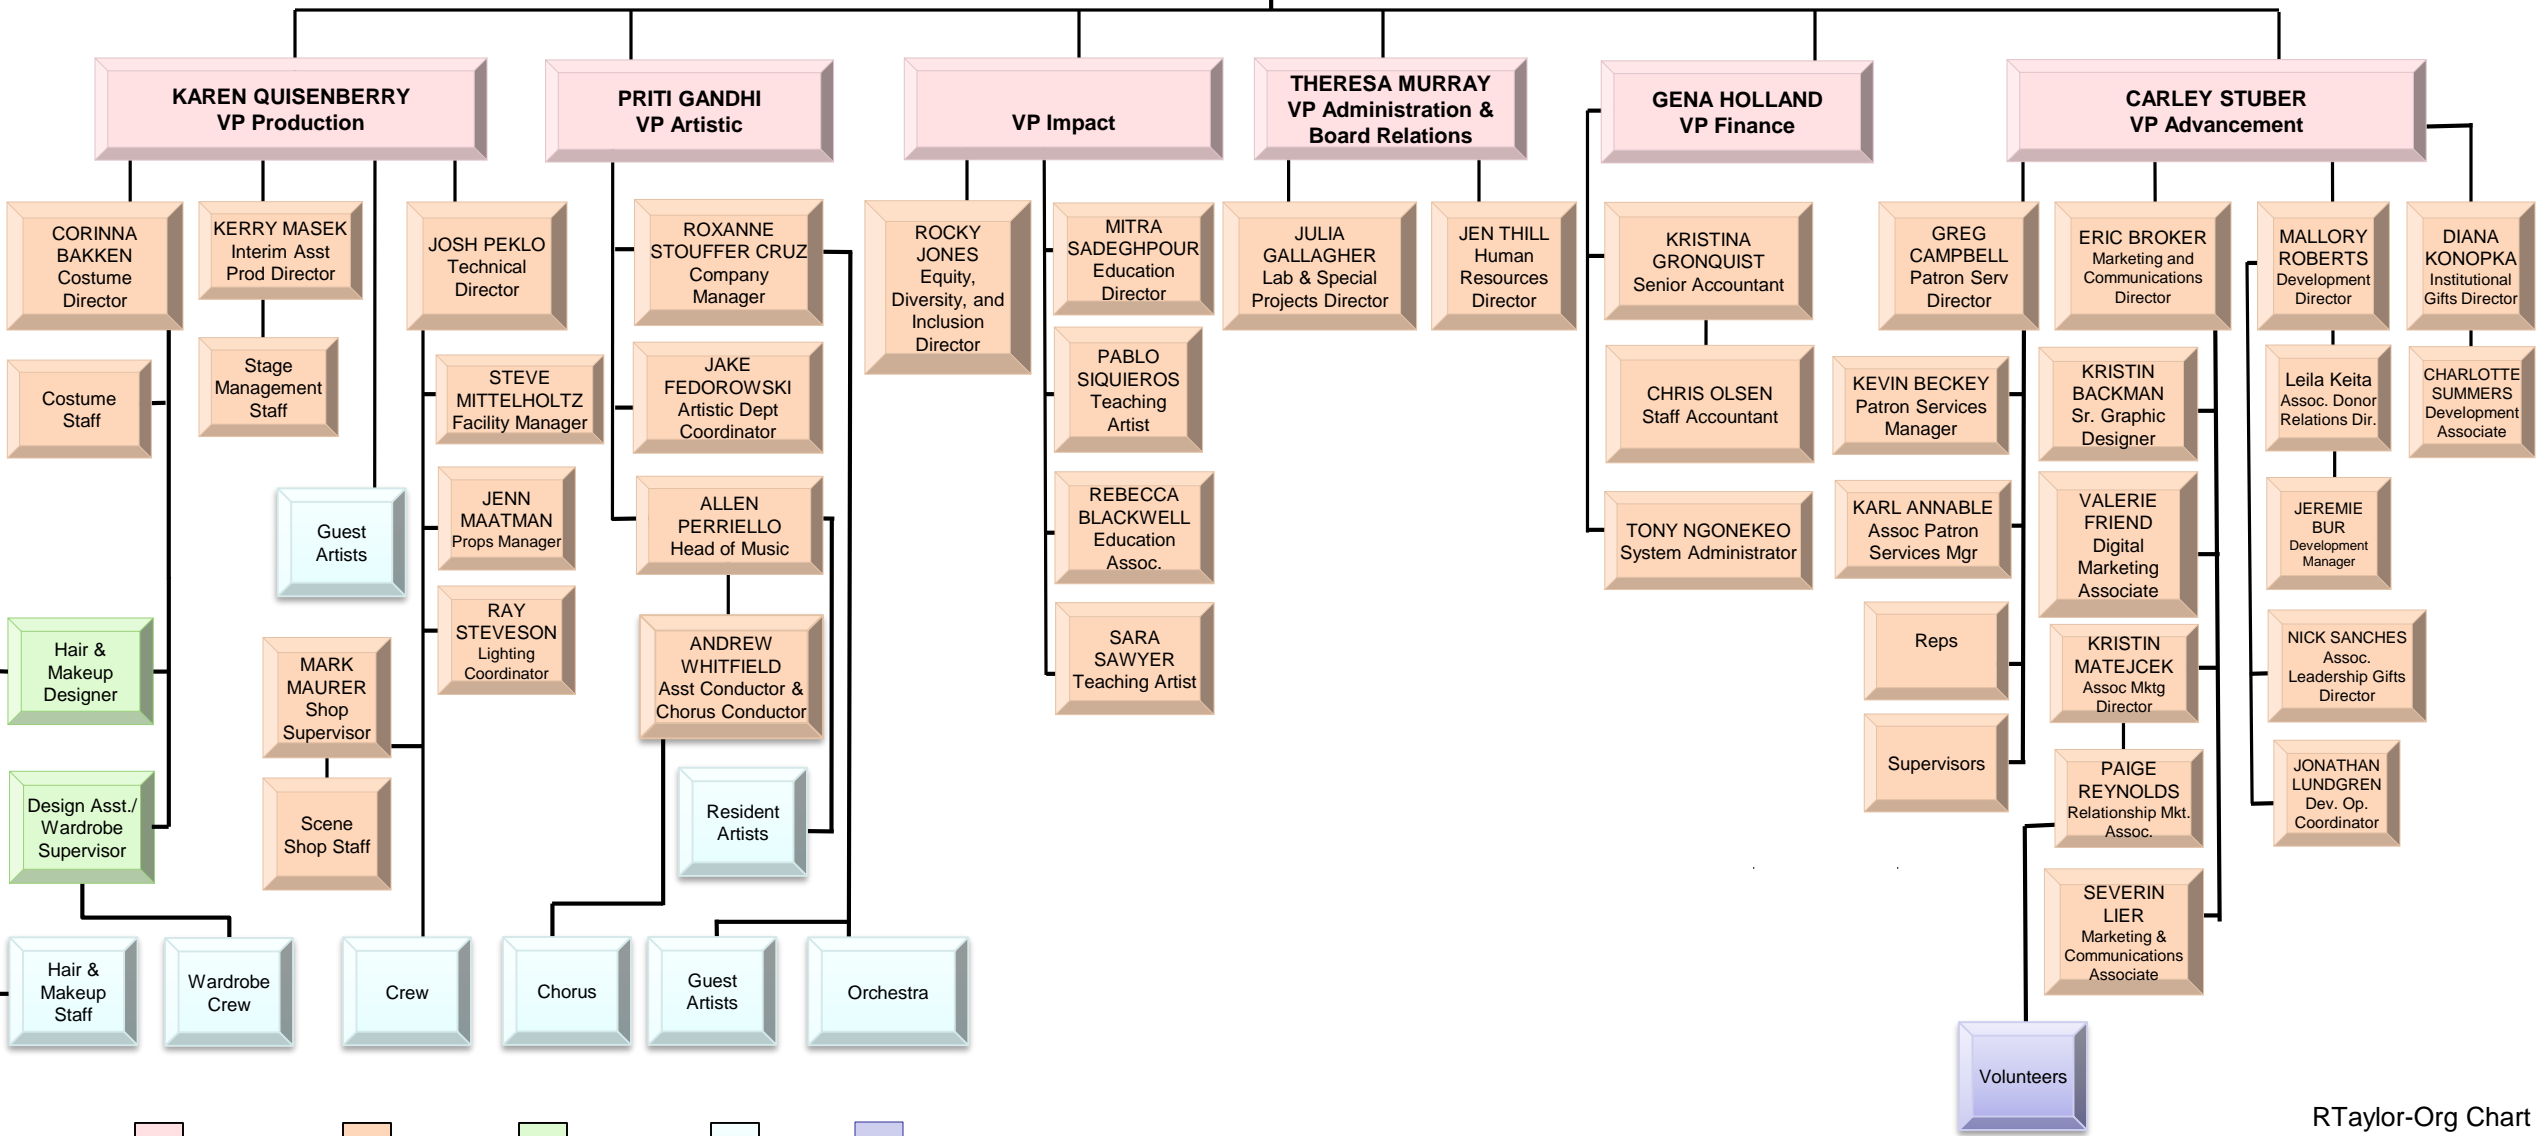 KAREN QUISENBERRY
VP Production
PRITI GANDHI
VP Artistic
VP Impact
THERESA MURRAY
VP Administration &
Board Relations
GENA HOLLAND
VP Finance
CARLEY STUBER
VP Advancement
CORINNA
BAKKEN
Costume
Director
KERRY MASEK
Interim Asst
Prod Director
JOSH PEKLO
Technical
Director
ROXANNE
STOUFFER CRUZ
Company
Manager
ROCKY
JONES
Equity,
Diversity, and
Inclusion
Director
MITRA
SADEGHPOUR
Education
Director
JULIA
GALLAGHER
Lab & Special
Projects Director
JEN THILL
Human
Resources
Director
KRISTINA
GRONQUIST
Senior Accountant
GREG
CAMPBELL
Patron Serv
Director
ERIC BROKER
Marketing and
Communications
Director
MALLORY
ROBERTS
Development
Director
DIANA
KONOPKA
Institutional
Gifts Director
Costume
Staff
Stage
Management
Staff
STEVE
MITTELHOLTZ
Facility Manager
JAKE
FEDOROWSKI
Artistic Dept
Coordinator
PABLO
SIQUIEROS
Teaching
Artist
CHRIS OLSEN
Staff Accountant
KEVIN BECKEY
Patron Services
Manager
KRISTIN
BACKMAN
Sr. Graphic
Designer
Leila Keita
Assoc. Donor
Relations Dir.
CHARLOTTE
SUMMERS
Development
Associate
Guest
Artists
JENN
MAATMAN
Props Manager
ALLEN
PERRIELLO
Head of Music
REBECCA
BLACKWELL
Education
Assoc.
TONY NGONEKEO
System Administrator
KARL ANNABLE
Assoc Patron
Services Mgr
VALERIE
FRIEND
Digital
Marketing
Associate
JEREMIE
BUR
Development
Manager
Hair &
Makeup
Designer
MARK
MAURER
Shop
Supervisor
RAY
STEVESON
Lighting
Coordinator
ANDREW
WHITFIELD
Asst Conductor &
Chorus Conductor
SARA
SAWYER
Teaching Artist
Reps
KRISTIN
MATEJCEK
Assoc Mktg
Director
NICK SANCHES
Assoc.
Leadership Gifts
Director
Design Asst./
Wardrobe
Supervisor
Scene
Shop Staff
Resident
Artists
Supervisors
PAIGE
REYNOLDS
Relationship Mkt.
Assoc.
JONATHAN
LUNDGREN
Dev. Op.
Coordinator
SEVERIN
LIER
Marketing &
Communications
Associate
Hair &
Makeup
Staff
Wardrobe
Crew
Crew
Chorus
Guest
Artists
Orchestra
Volunteers
RTaylor-Org Chart